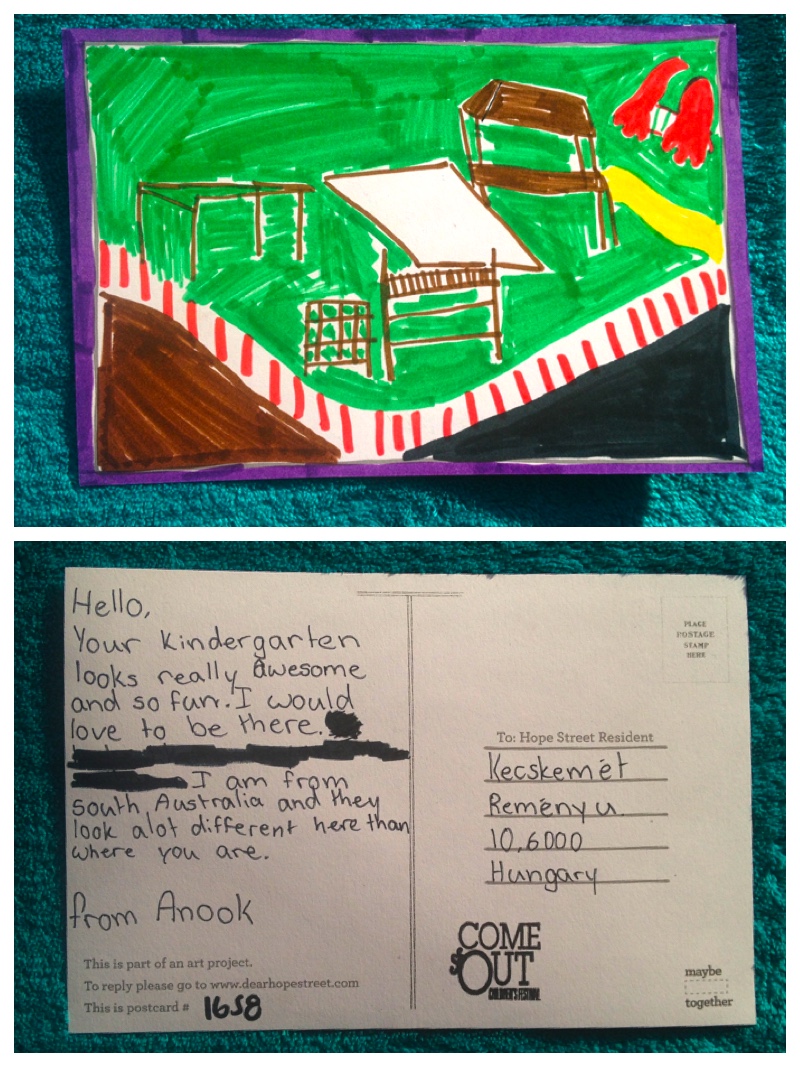 Hello,
Your kindergarten
looks really awesome
and so fun. I would
love to be there.
I am from
south Australia and they
look alot different here than
where you are.
from Anook
This is part of an art project.
To reply please go to www.dearhopestreet.com
This is postcard # 1658
PLACE
POSTAGE
STAMP
HERE
To: Hope Street Resident
Kecskemét
Remény u.
10,6000
Hungary
COME
OUT
CHILDREN'S FESTIVAL
maybe
together